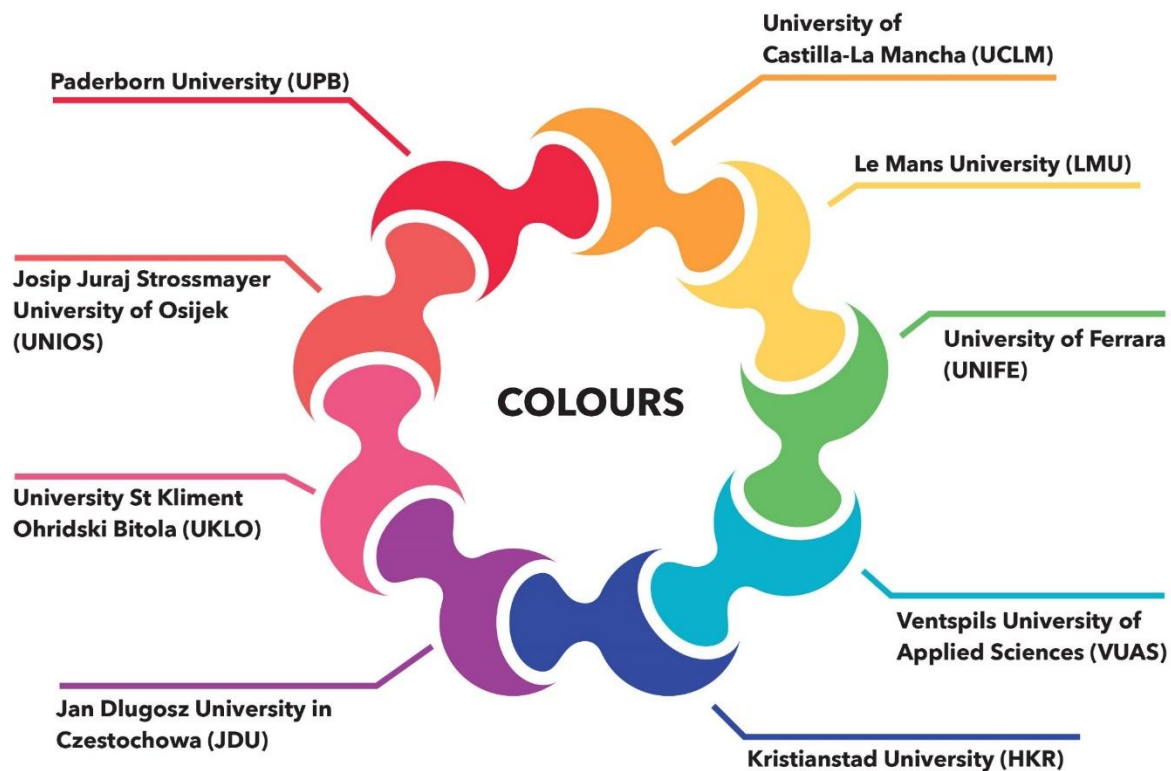 University of
Castilla-La Mancha (UCLM)
Paderborn University (UPB)
Le Mans University (LMU)
Josip Juraj Strossmayer
University of Osijek
(UNIOS)
University of Ferrara
(UNIFE)
COLOURS
University St Kliment
Ohridski Bitola (UKLO)
Ventspils University of
Applied Sciences (VUAS)
Jan Dlugosz University in
Czestochowa (JDU)
Kristianstad University (HKR)